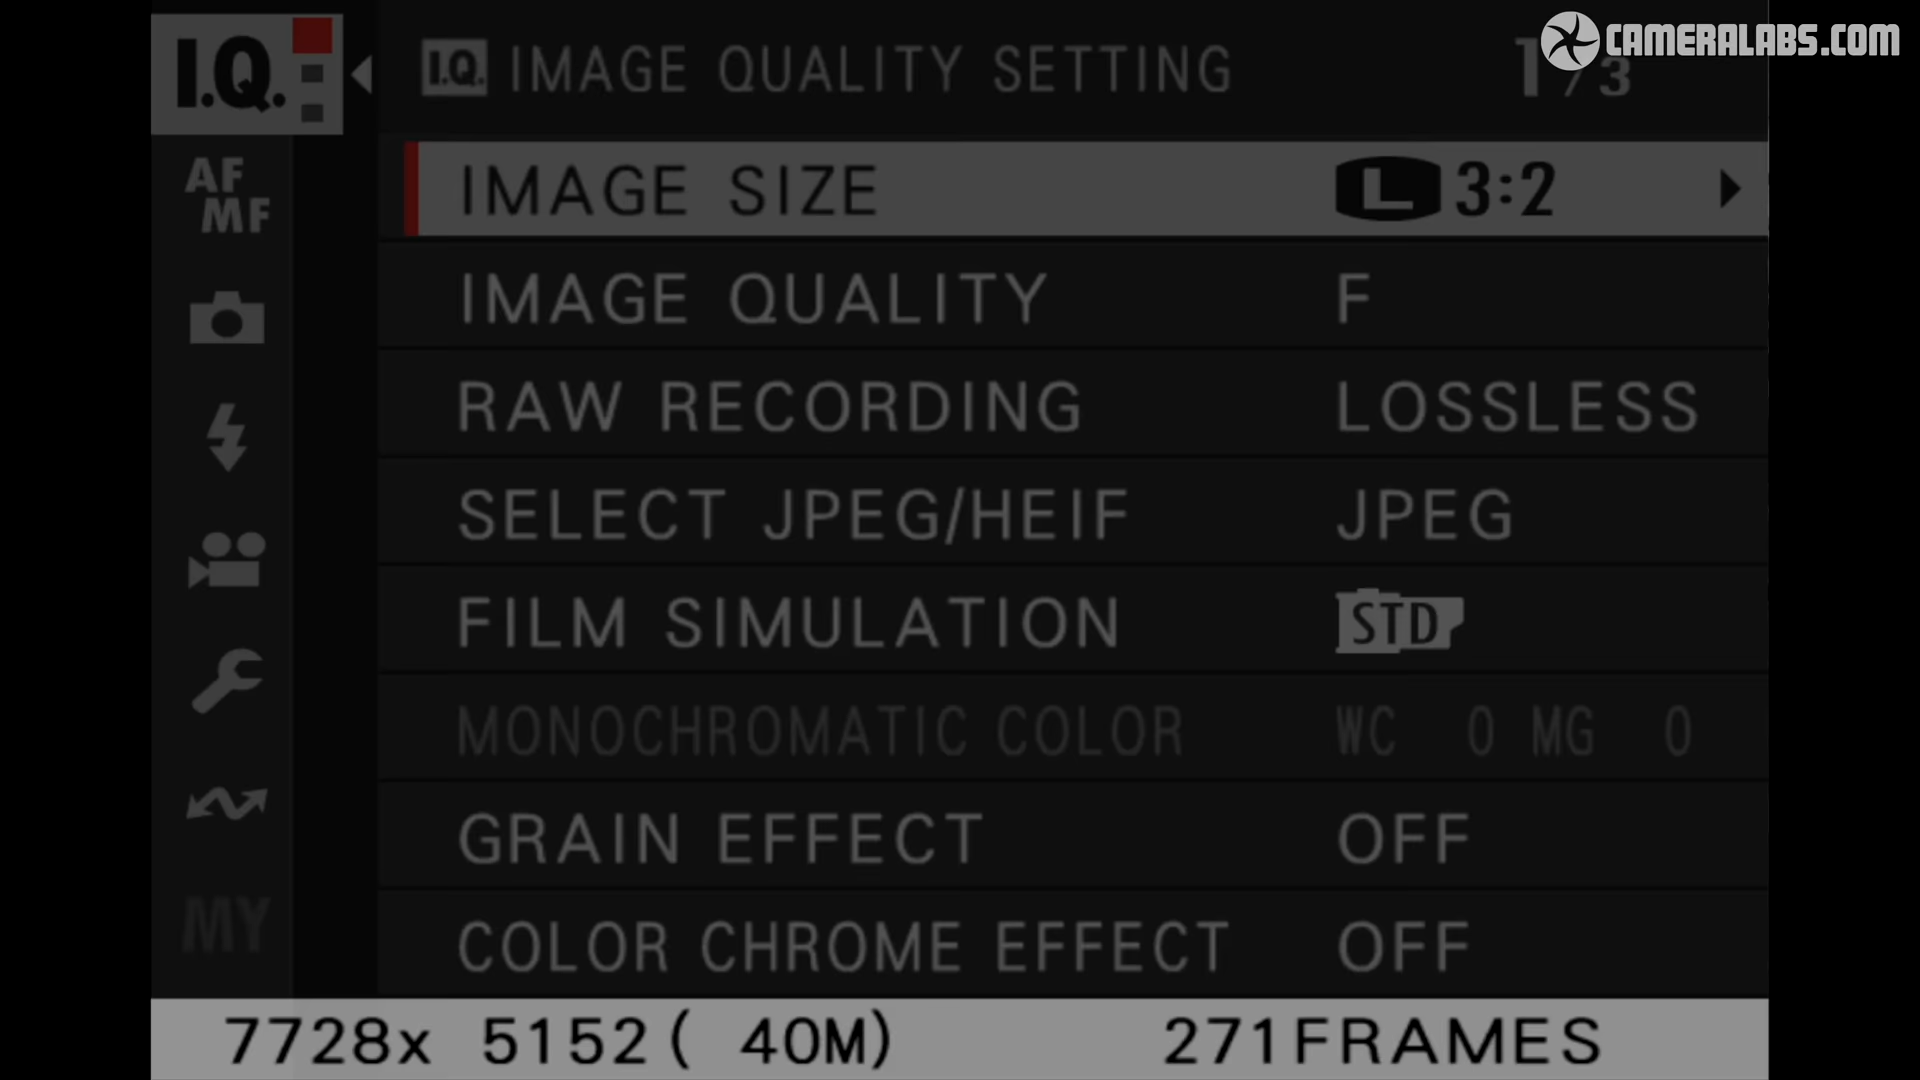 CAMERALABS.COM
I.Q.
I.Q. IMAGE QUALITY SETTING 1/3
IMAGE SIZE L 3:2
AF
MF
IMAGE QUALITY F
RAW RECORDING LOSSLESS
SELECT JPEG/HEIF JPEG
FILM SIMULATION STD
MONOCHROMATIC COLOR WC 0 MG 0
GRAIN EFFECT OFF
MY
COLOR CHROME EFFECT OFF
7728x 5152( 40M) 271FRAMES